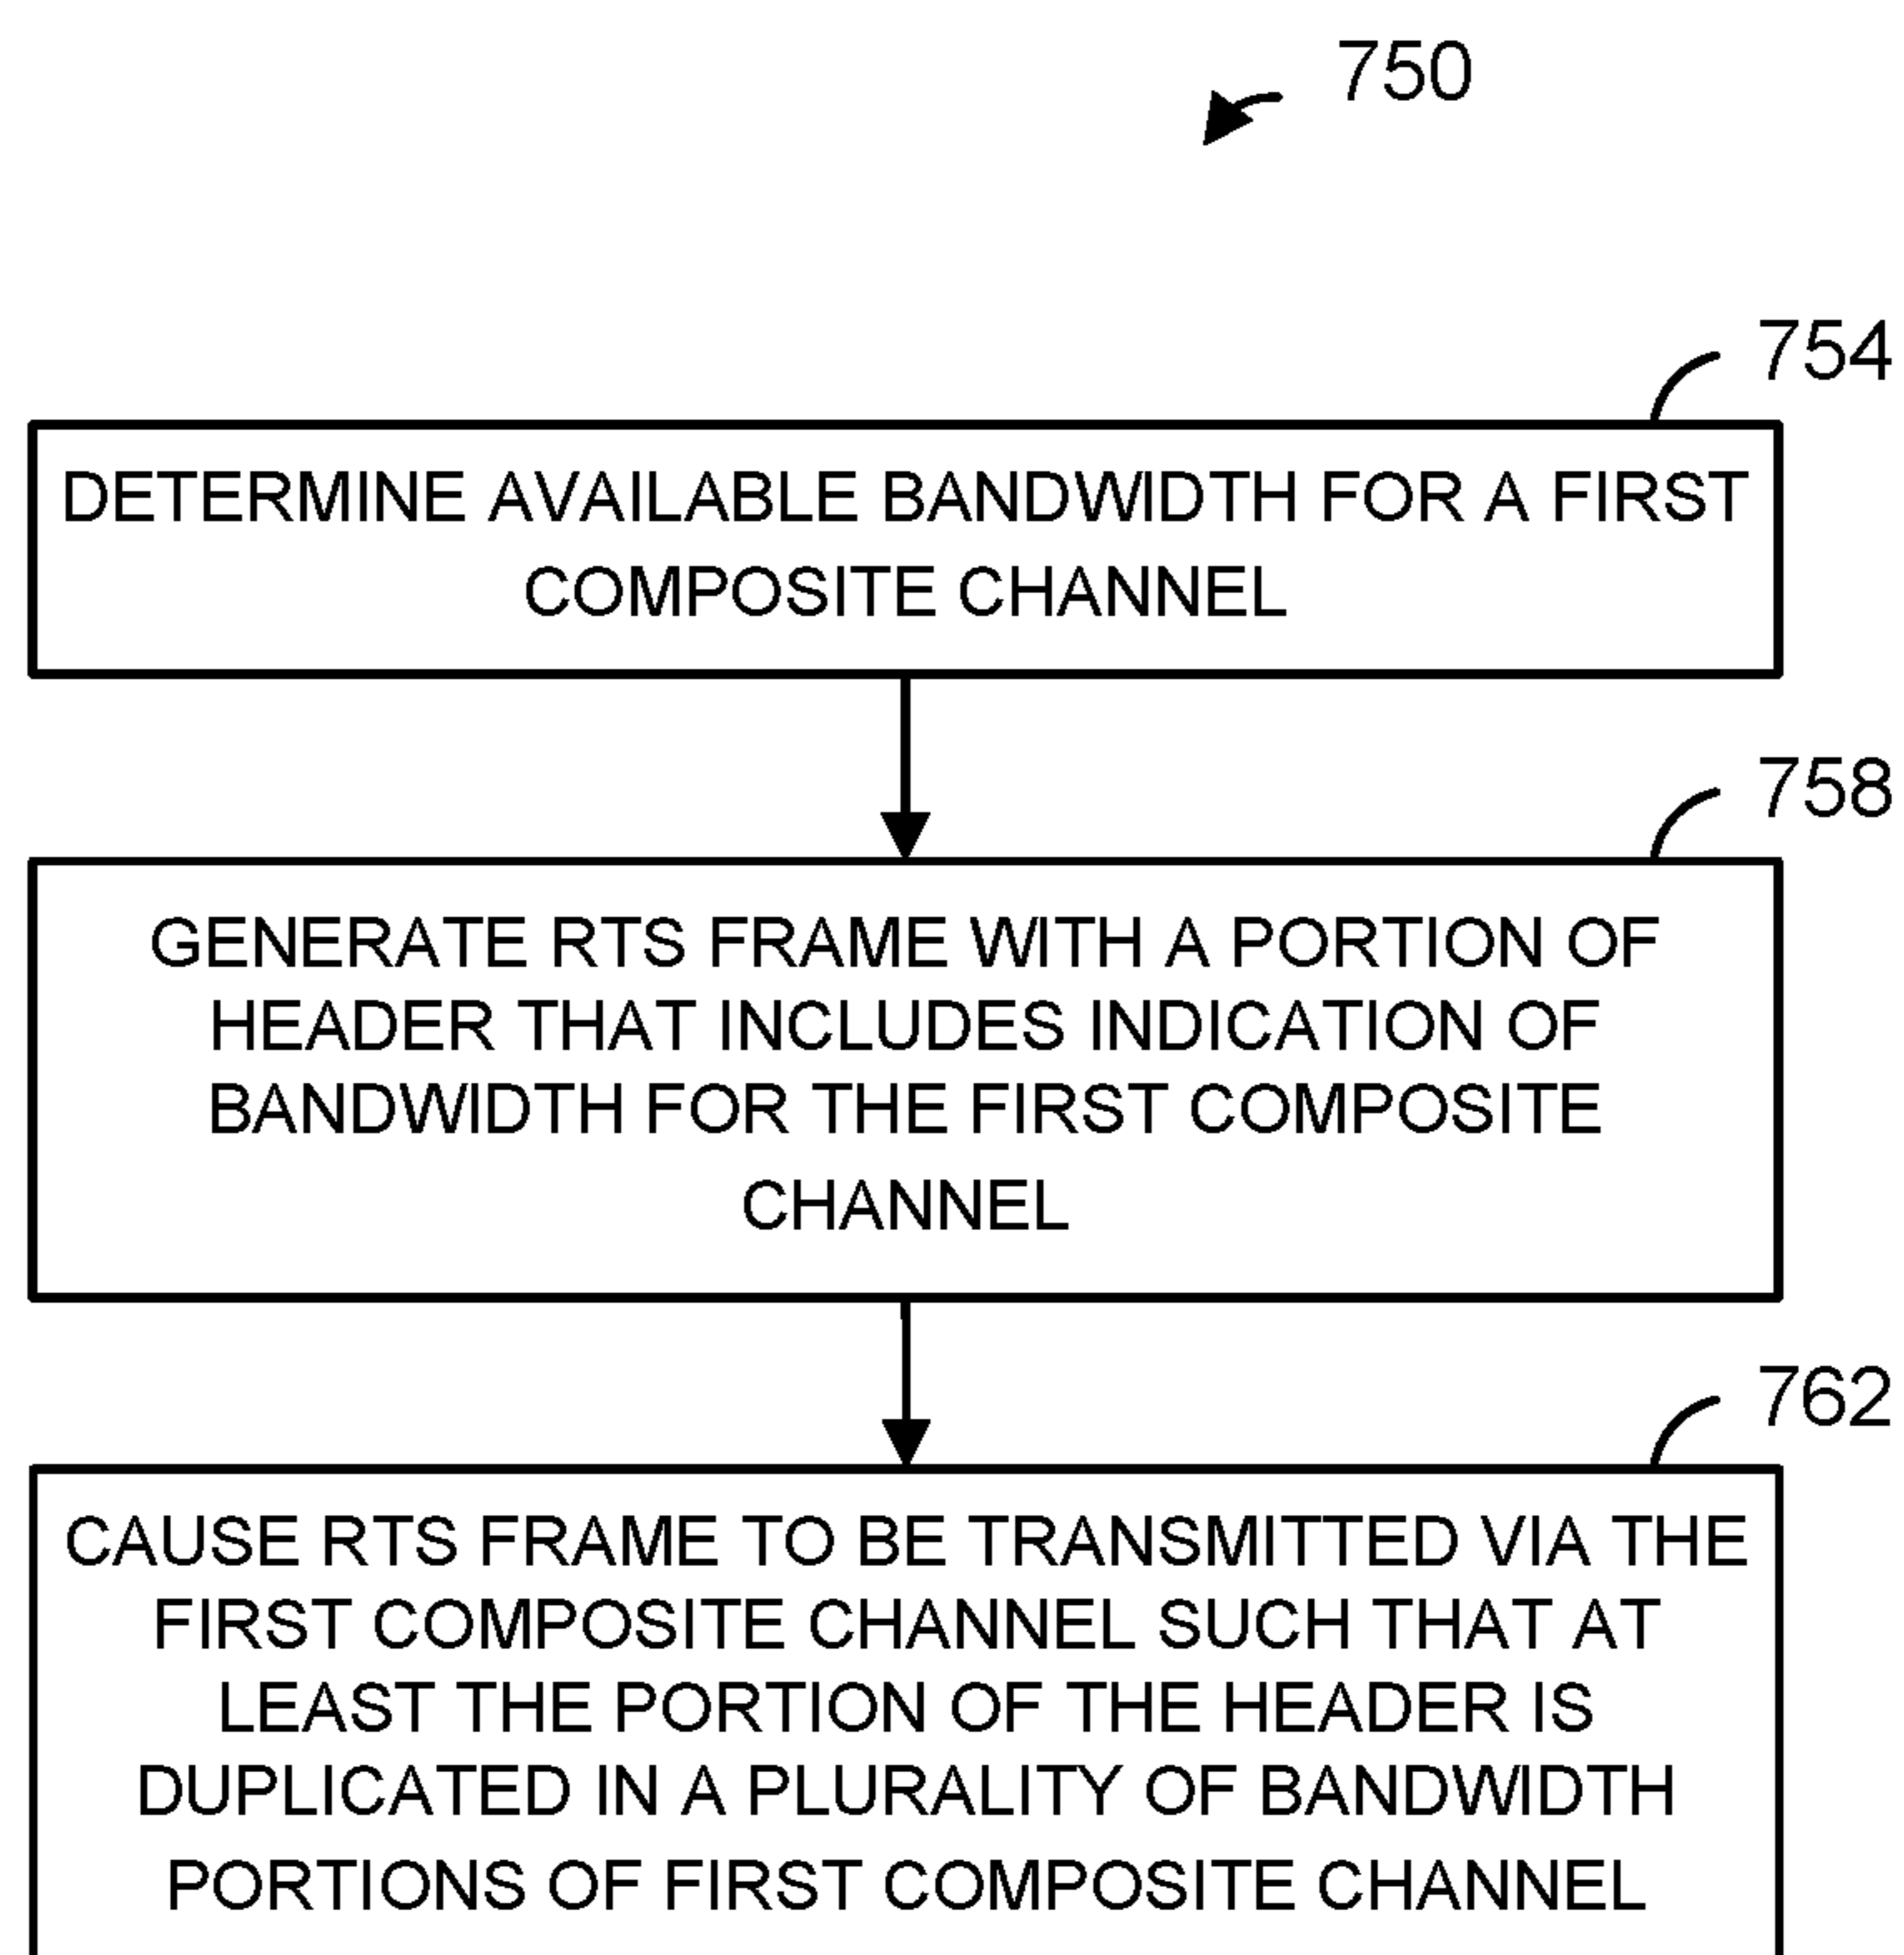 750
754
DETERMINE AVAILABLE BANDWIDTH FOR A FIRST
COMPOSITE CHANNEL
758
GENERATE RTS FRAME WITH A PORTION OF
HEADER THAT INCLUDES INDICATION OF
BANDWIDTH FOR THE FIRST COMPOSITE
CHANNEL
762
CAUSE RTS FRAME TO BE TRANSMITTED VIA THE
FIRST COMPOSITE CHANNEL SUCH THAT AT
LEAST THE PORTION OF THE HEADER IS
DUPLICATED IN A PLURALITY OF BANDWIDTH
PORTIONS OF FIRST COMPOSITE CHANNEL